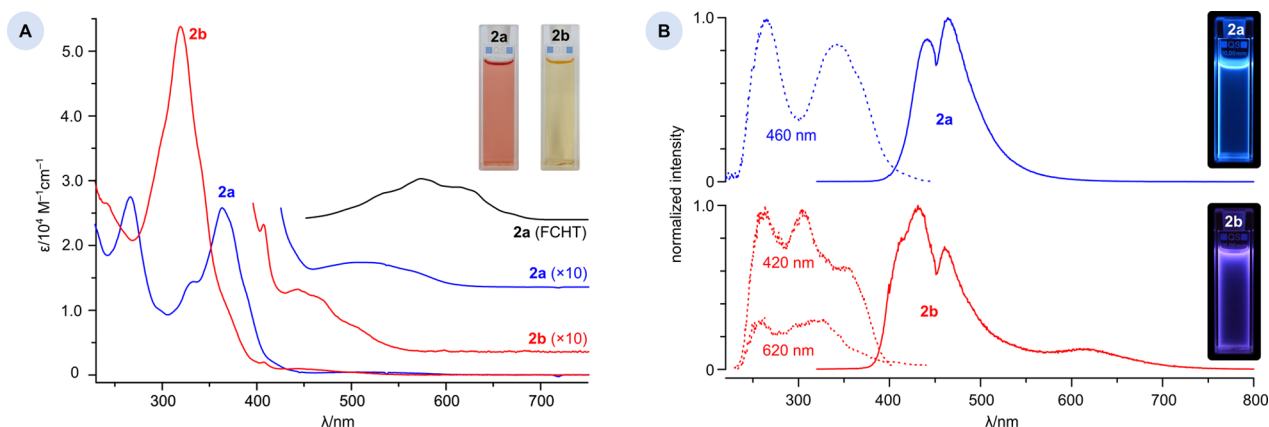 A
2b
2a
2b
5.0
4.0
3.0
2.0
1.0
0
ε/10⁴ M⁻¹cm⁻¹
2a
2a (FCHT)
2a (×10)
2b (×10)
300
400
500
600
700
λ/nm
B
1.0
0
normalized intensity
460 nm
2a
2a
QS
1.0
0
420 nm
620 nm
2b
2b
QS
300
400
500
600
700
800
λ/nm